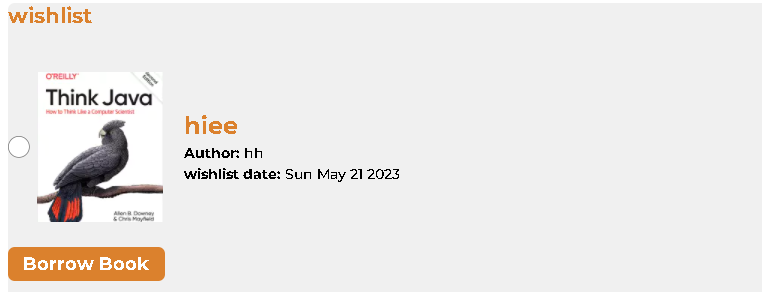 wishlist
O'REILLY
Second
Edition
Think Java
How to Think Like a Computer Scientist
Allen B. Downey
& Chris Mayfield
hiee
Author: hh
wishlist date: Sun May 21 2023
Borrow Book